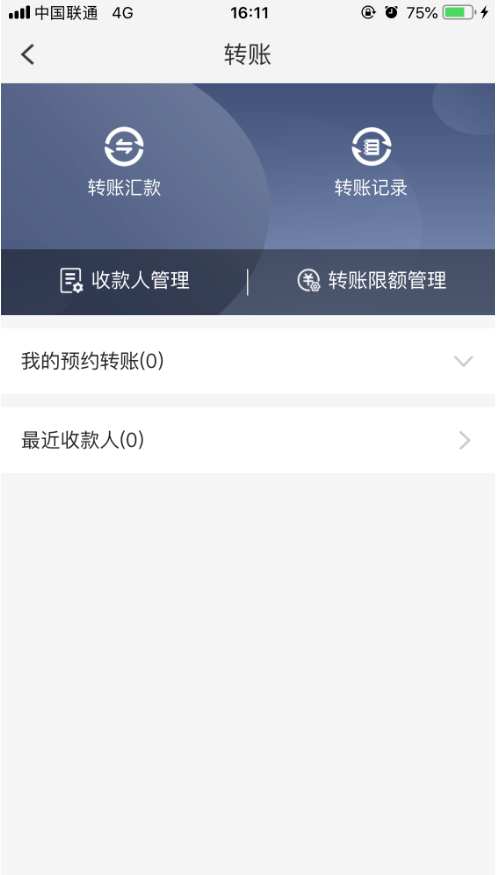 中国联通 4G 16:11 75%
转账
转账汇款 转账记录
收款人管理 转账限额管理
我的预约转账(0)
最近收款人(0)